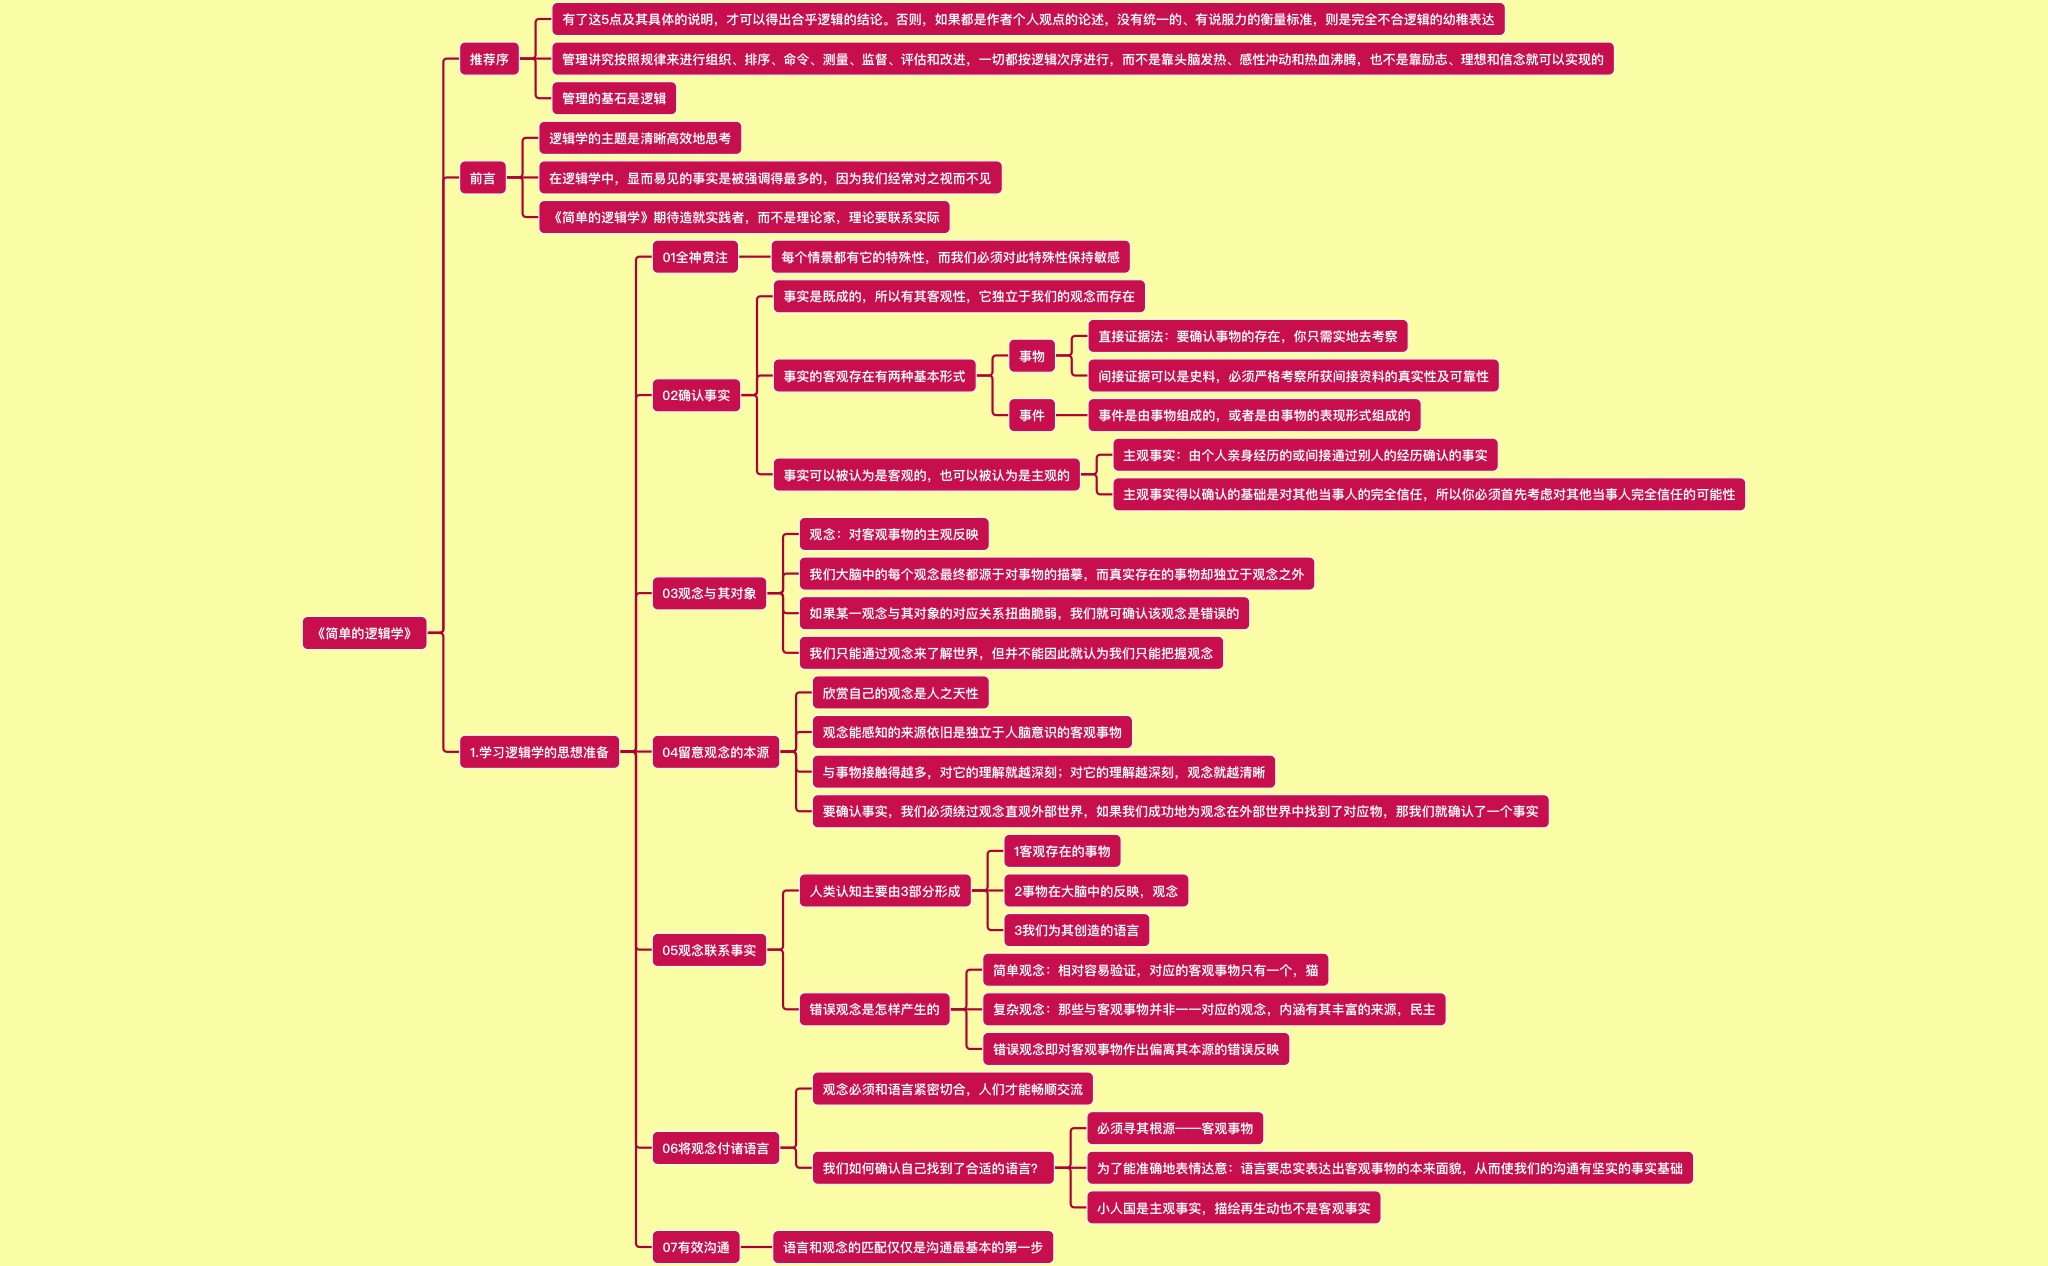 《简单的逻辑学》
推荐序
有了这5点及其具体的说明，才可以得出合乎逻辑的结论。否则，如果都是作者个人观点的论述，没有统一的、有说服力的衡量标准，则是完全不合逻辑的幼稚表达
管理讲究按照规律来进行组织、排序、命令、测量、监督、评估和改进，一切都按逻辑次序进行，而不是靠头脑发热、感性冲动和热血沸腾，也不是靠励志、理想和信念就可以实现的
管理的基石是逻辑
前言
逻辑学的主题是清晰高效地思考
在逻辑学中，显而易见的事实是被强调得最多的，因为我们经常对之视而不见
《简单的逻辑学》期待造就实践者，而不是理论家，理论要联系实际
1.学习逻辑学的思想准备
01全神贯注
每个情景都有它的特殊性，而我们必须对此特殊性保持敏感
02确认事实
事实是既成的，所以有其客观性，它独立于我们的观念而存在
事实的客观存在有两种基本形式
事物
直接证据法：要确认事物的存在，你只需实地去考察
间接证据可以是史料，必须严格考察所获间接资料的真实性及可靠性
事件
事件是由事物组成的，或者是由事物的表现形式组成的
事实可以被认为是客观的，也可以被认为是主观的
主观事实：由个人亲身经历的或间接通过别人的经历确认的事实
主观事实得以确认的基础是对其他当事人的完全信任，所以你必须首先考虑对其他当事人完全信任的可能性
03观念与其对象
观念：对客观事物的主观反映
我们大脑中的每个观念最终都源于对事物的描摹，而真实存在的事物却独立于观念之外
如果某一观念与其对象的对应关系扭曲脆弱，我们就可确认该观念是错误的
我们只能通过观念来了解世界，但并不能因此就认为我们只能把握观念
04留意观念的本源
欣赏自己的观念是人之天性
观念能感知的来源依旧是独立于人脑意识的客观事物
与事物接触得越多，对它的理解就越深刻；对它的理解越深刻，观念就越清晰
要确认事实，我们必须绕过观念直观外部世界，如果我们成功地为观念在外部世界中找到了对应物，那我们就确认了一个事实
05观念联系事实
人类认知主要由3部分形成
1客观存在的事物
2事物在大脑中的反映，观念
3我们为其创造的语言
错误观念是怎样产生的
简单观念：相对容易验证，对应的客观事物只有一个，猫
复杂观念：那些与客观事物并非一一对应的观念，内涵有其丰富的来源，民主
错误观念即对客观事物作出偏离其本源的错误反映
06将观念付诸语言
观念必须和语言紧密切合，人们才能畅顺交流
我们如何确认自己找到了合适的语言？
必须寻其根源——客观事物
为了能准确地表情达意：语言要忠实表达出客观事物的本来面貌，从而使我们的沟通有坚实的事实基础
小人国是主观事实，描绘再生动也不是客观事实
07有效沟通
语言和观念的匹配仅仅是沟通最基本的第一步